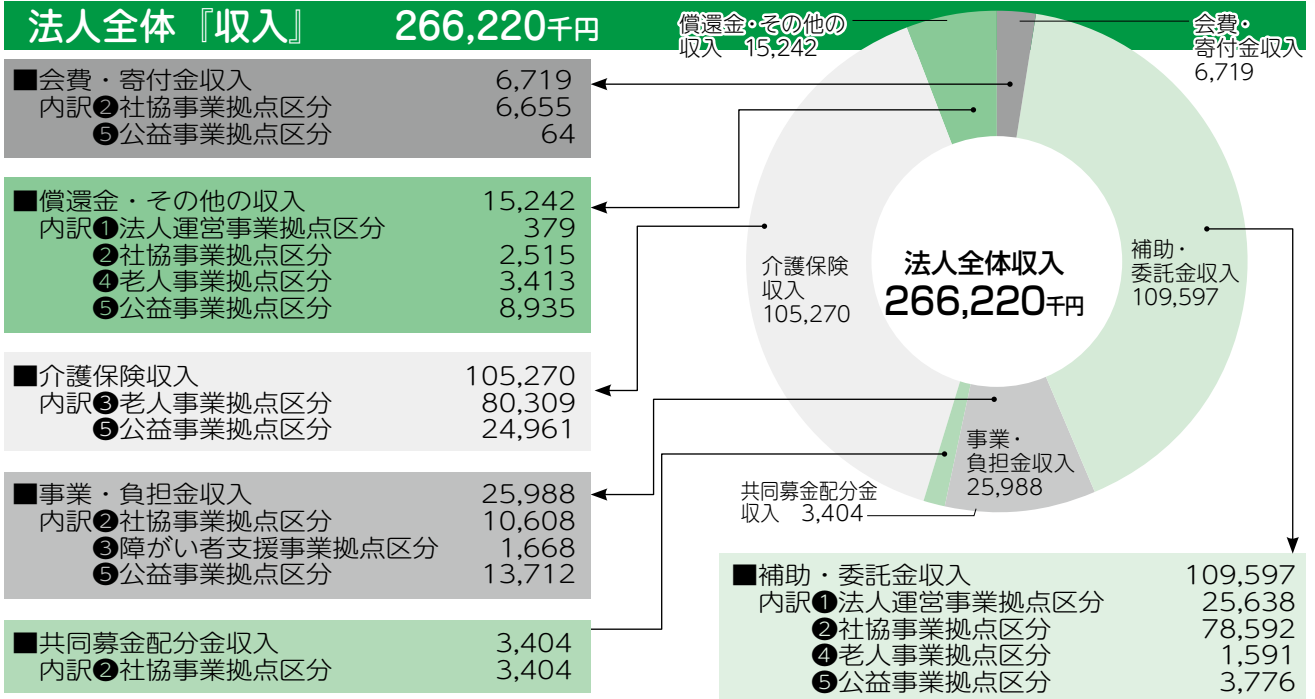 法人全体『収入』 266,220千円
■会費・寄付金収入 6,719
内訳❷社協事業拠点区分 6,655
❺公益事業拠点区分 64
■償還金・その他の収入 15,242
内訳❶法人運営事業拠点区分 379
❷社協事業拠点区分 2,515
❹老人事業拠点区分 3,413
❺公益事業拠点区分 8,935
■介護保険収入 105,270
内訳❸老人事業拠点区分 80,309
❺公益事業拠点区分 24,961
■事業・負担金収入 25,988
内訳❷社協事業拠点区分 10,608
❸障がい者支援事業拠点区分 1,668
❺公益事業拠点区分 13,712
■共同募金配分金収入 3,404
内訳❷社協事業拠点区分 3,404
償還金・その他の
収入 15,242
会費・
寄付金収入
6,719
介護保険
収入
105,270
法人全体収入
266,220千円
補助・
委託金収入
109,597
事業・
負担金収入
25,988
共同募金配分金
収入 3,404
■補助・委託金収入 109,597
内訳❶法人運営事業拠点区分 25,638
❷社協事業拠点区分 78,592
❹老人事業拠点区分 1,591
❺公益事業拠点区分 3,776